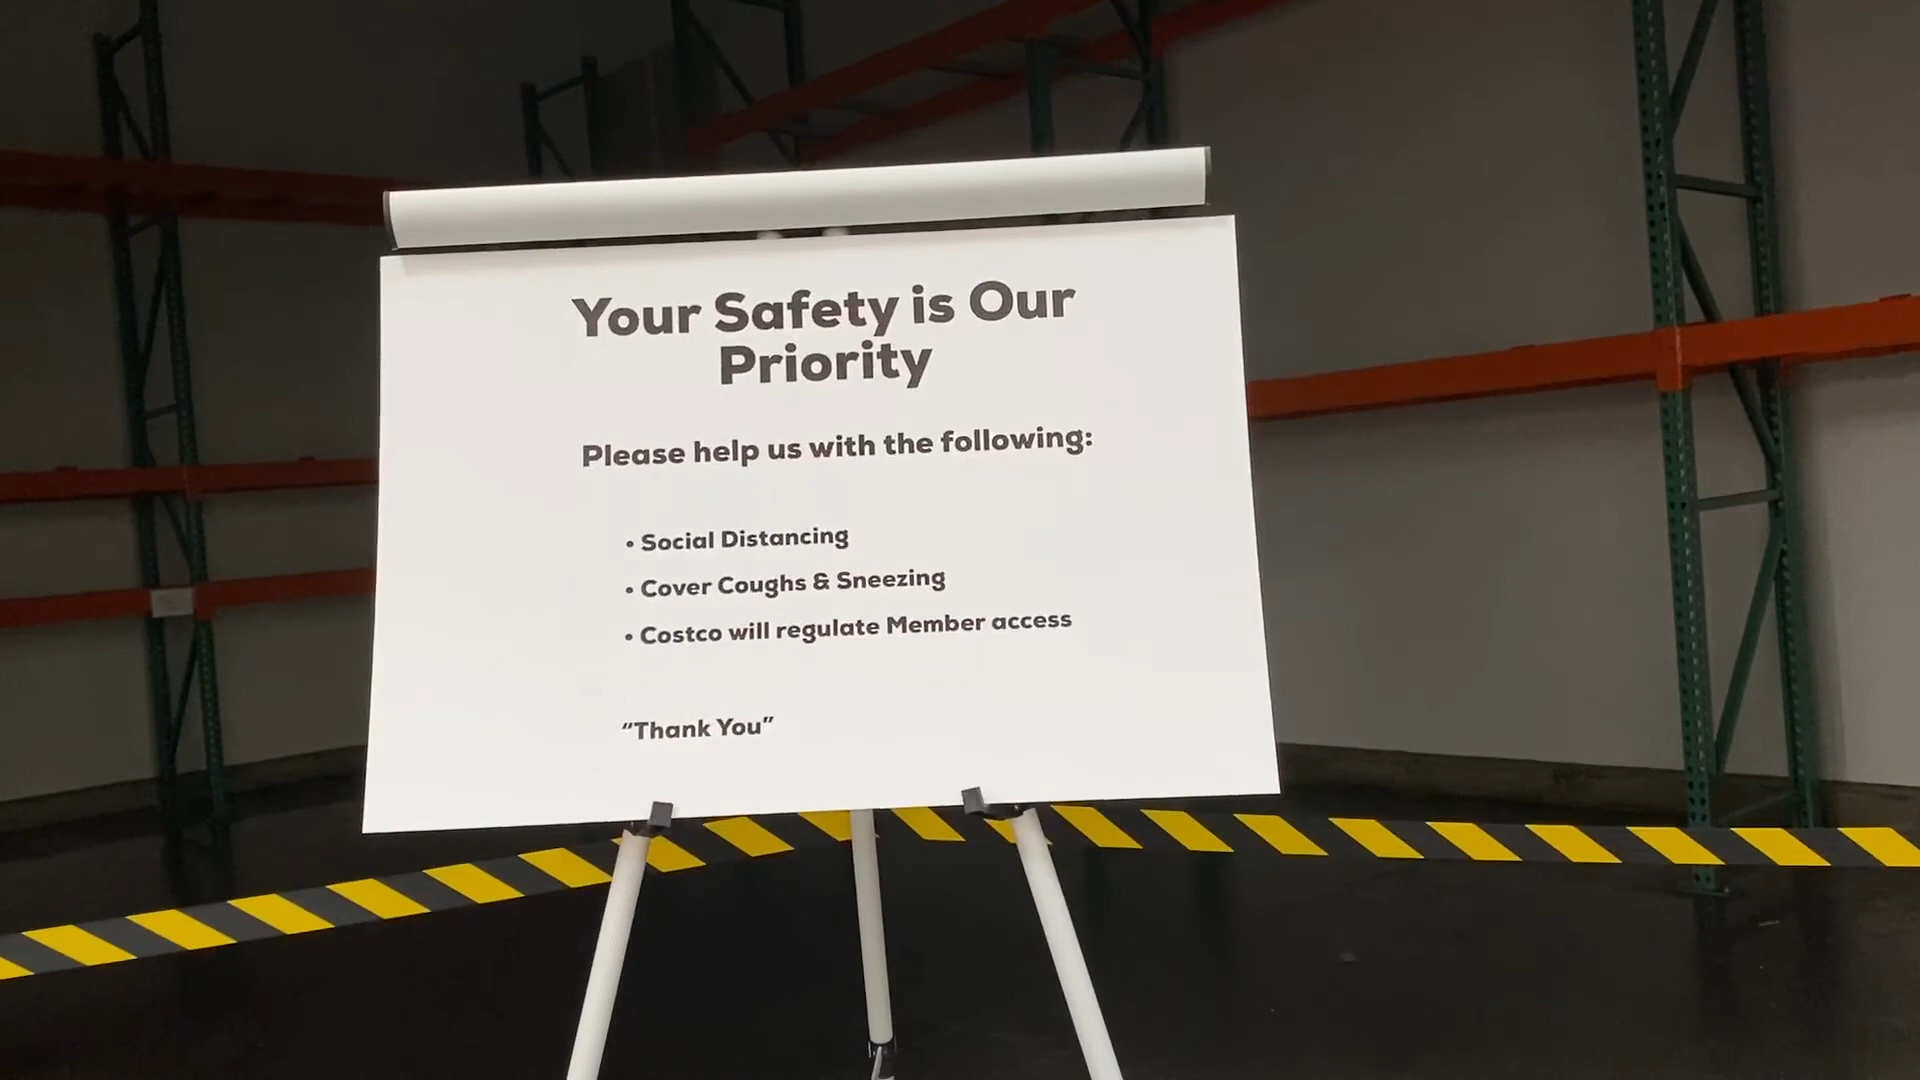 Your Safety is Our
Priority
Please help us with the following:
• Social Distancing
• Cover Coughs & Sneezing
• Costco will regulate Member access
“Thank You”